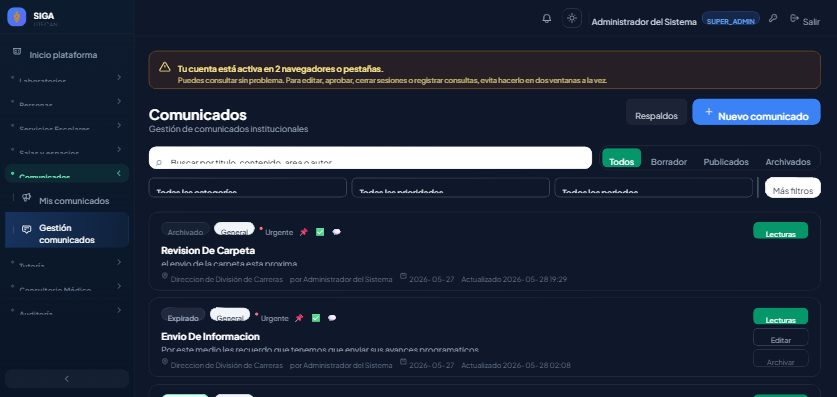 SIGA
Administrador del Sistema
SUPER_ADMIN
Salir
Inicio plataforma
Laboratorios
Personas
Servicios Escolares
Salas y espacios
Comunicados
Mis comunicados
Gestión comunicados
Tutoría
Consultorio Médico
Auditoría
Tu cuenta está activa en 2 navegadores o pestañas.
Puedes consultar sin problema. Para editar, aprobar, cerrar sesiones o registrar consultas, evita hacerlo en dos ventanas a la vez.
Comunicados
Gestión de comunicados institucionales
Respaldos
+ Nuevo comunicado
Buscar por titulo, contenido, area o autor
Todos
Borrador
Publicados
Archivados
Todas las categorías
Todas las prioridades
Todos los periodos
Más filtros
Archivado
General
Urgente
Lecturas
Revision De Carpeta
el envio de la carpeta esta proxima
Direccion de División de Carreras
por Administrador del Sistema
2026-05-27
Actualizado 2026-05-28 19:29
Expirado
General
Urgente
Lecturas
Envio De Informacion
Editar
Por este medio les recuerdo que tenemos que enviar sus avances programaticos
Archivar
Direccion de División de Carreras
por Administrador del Sistema
2026-05-27
Actualizado 2026-05-28 02:08